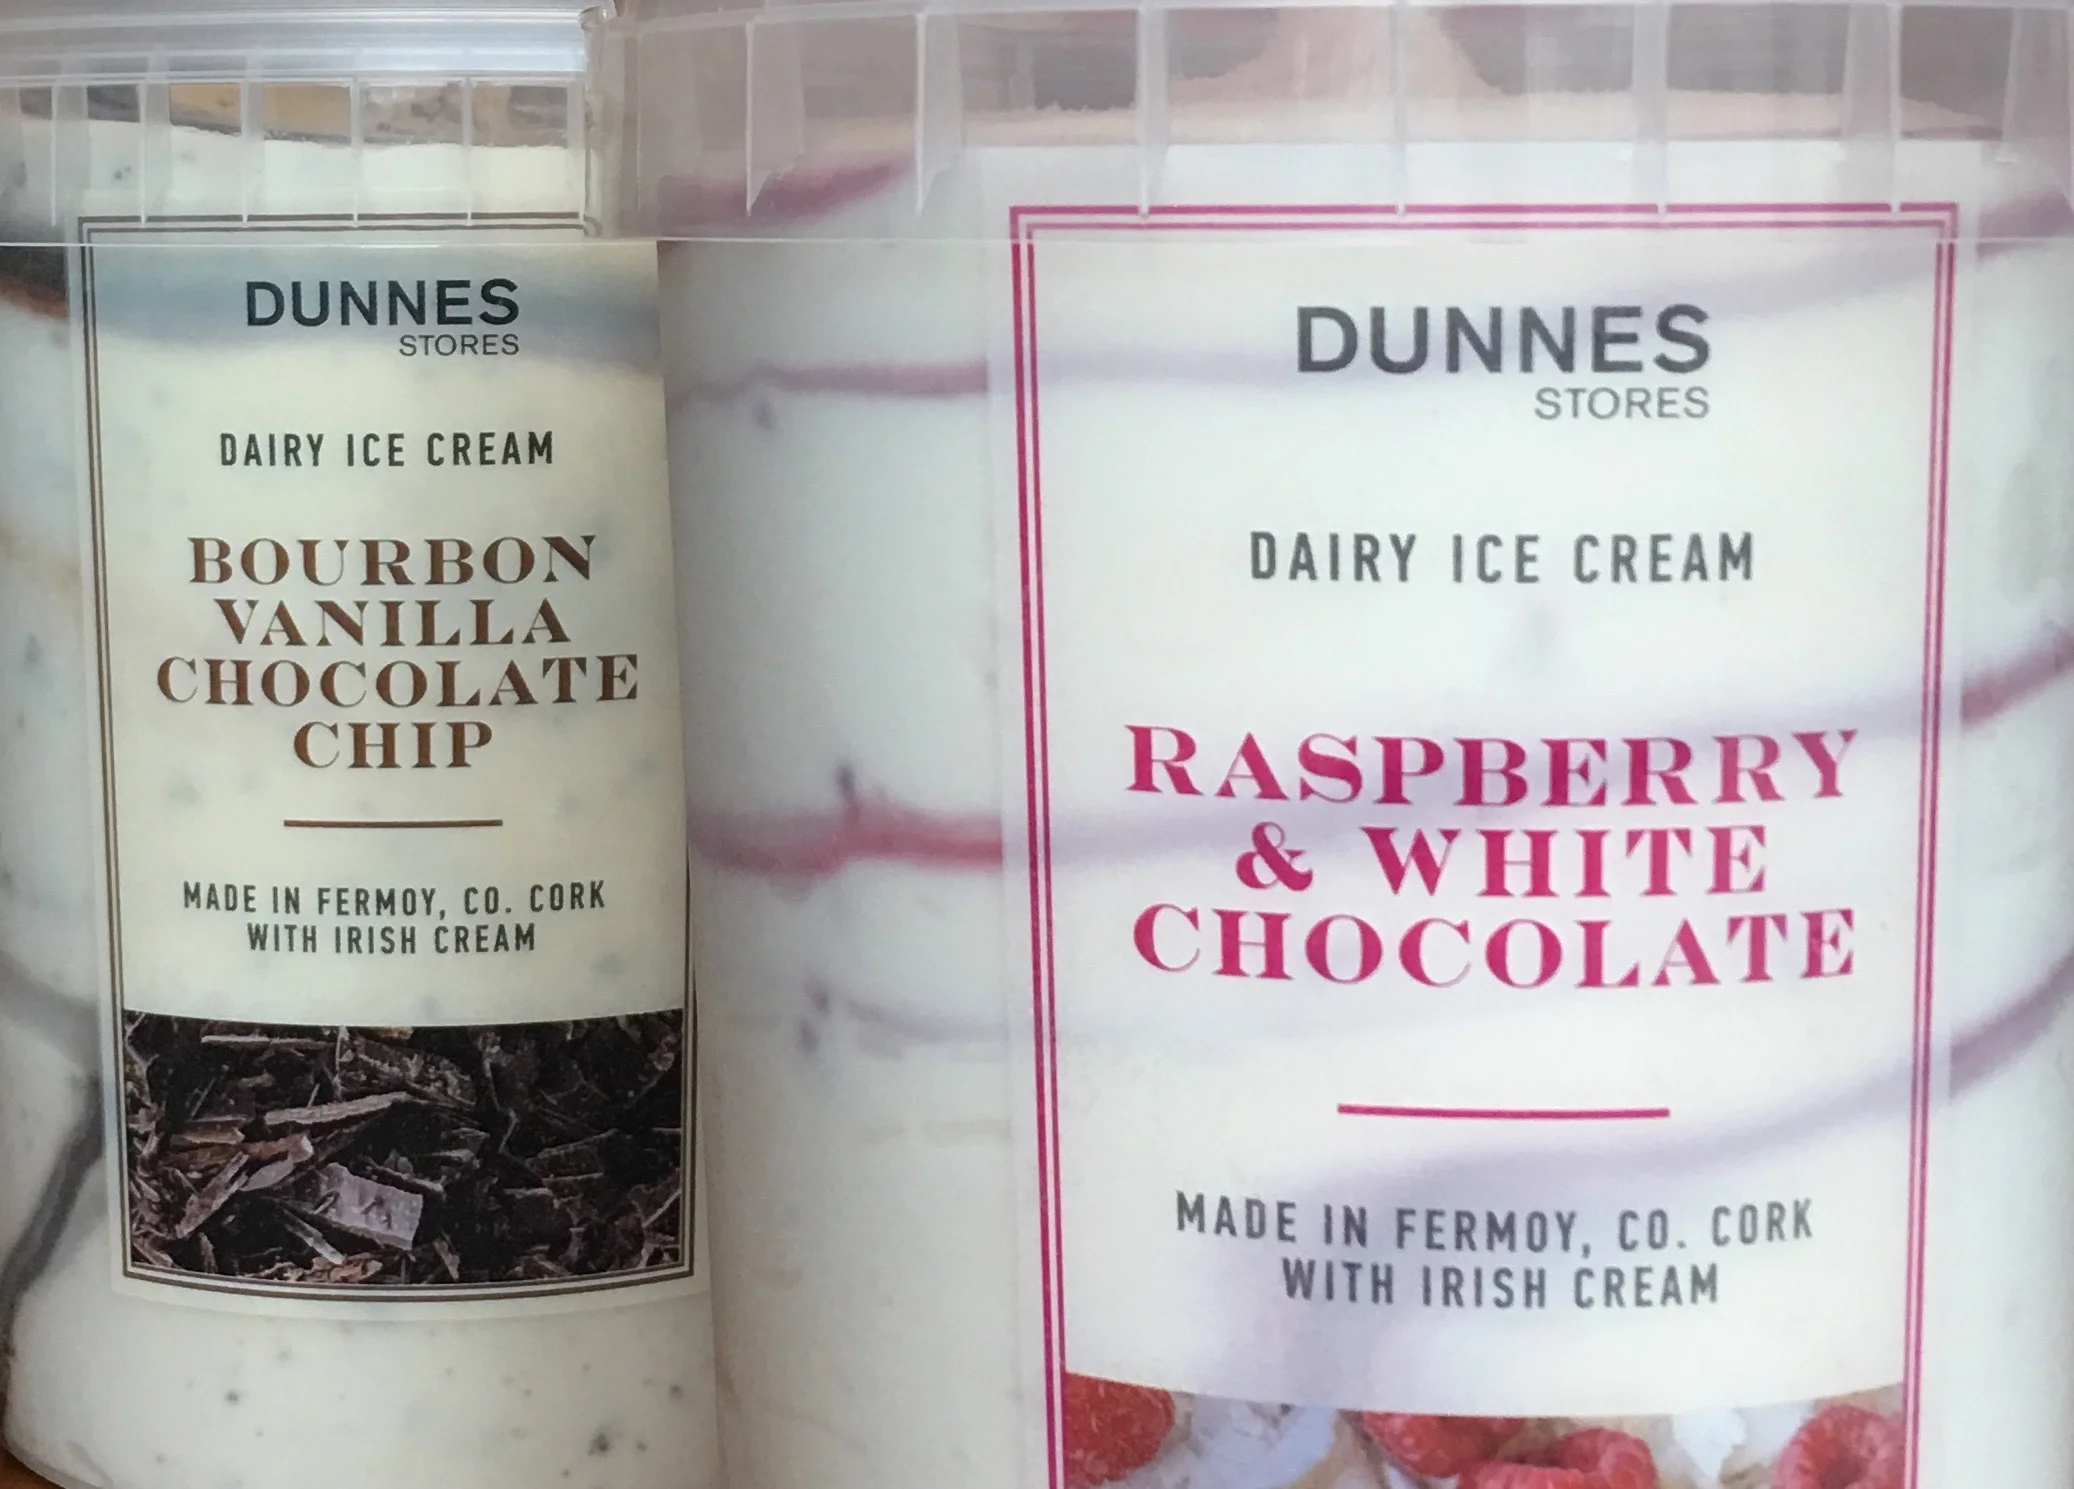 DUNNES
STORES
DAIRY ICE CREAM
BOURBON
VANILLA
CHOCOLATE
CHIP
MADE IN FERMOY, CO. CORK
WITH IRISH CREAM
DUNNES
STORES
DAIRY ICE CREAM
RASPBERRY
& WHITE
CHOCOLATE
MADE IN FERMOY, CO. CORK
WITH IRISH CREAM